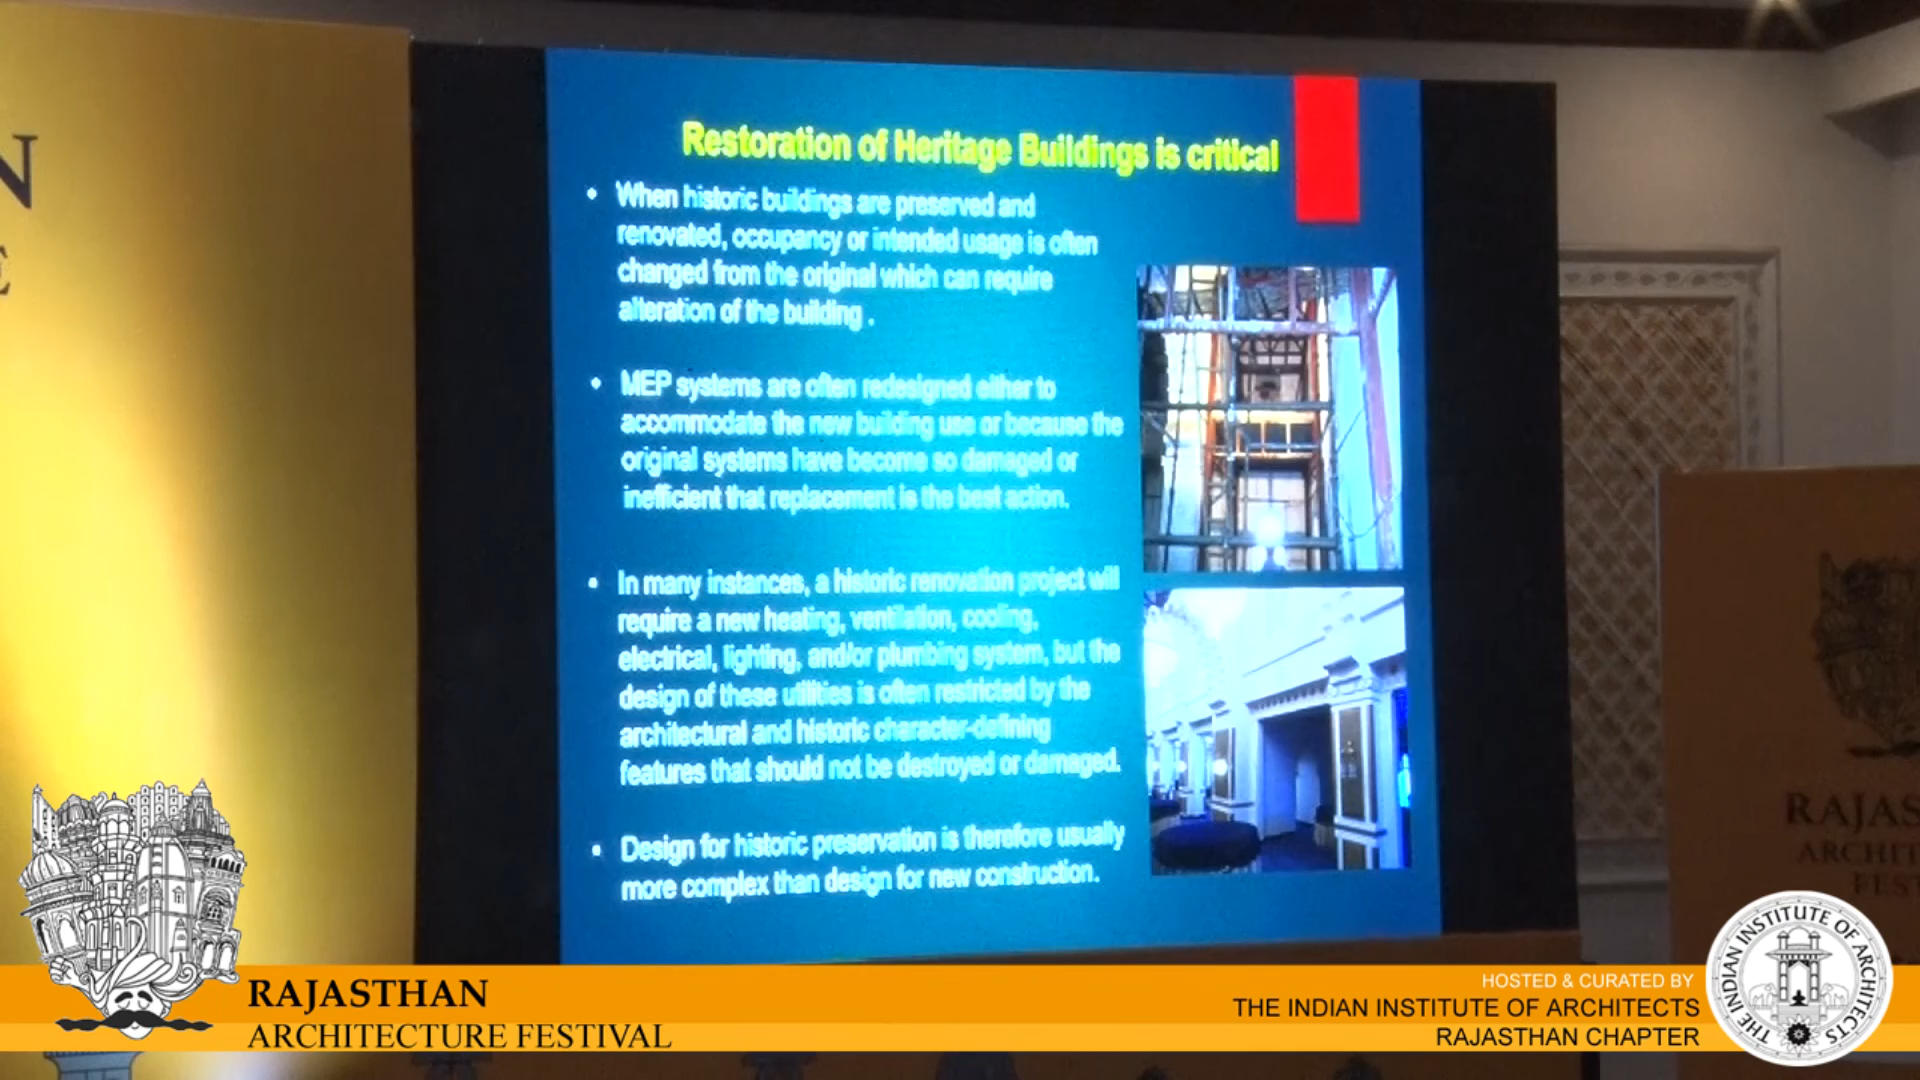 N
E
Restoration of Heritage Buildings is critical
• When historic buildings are preserved and
renovated, occupancy or intended usage is often
changed from the original which can require
alteration of the building .
• MEP systems are often redesigned either to
accommodate the new building use or because the
original systems have become so damaged or
inefficient that replacement is the best action.
• In many instances, a historic renovation project will
require a new heating, ventilation, cooling,
electrical, lighting, and/or plumbing system, but the
design of these utilities is often restricted by the
architectural and historic character-defining
features that should not be destroyed or damaged.
• Design for historic preservation is therefore usually
more complex than design for new construction.
RAJAS
ARCHIT
FEST
RAJASTHAN
ARCHITECTURE FESTIVAL
HOSTED & CURATED BY
THE INDIAN INSTITUTE OF ARCHITECTS
RAJASTHAN CHAPTER
THE INDIAN INSTITUTE OF ARCHITECTS